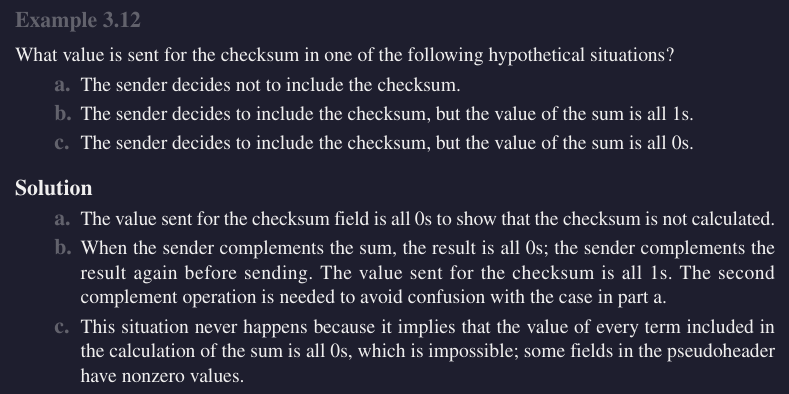 Example 3.12
What value is sent for the checksum in one of the following hypothetical situations?
a. The sender decides not to include the checksum.
b. The sender decides to include the checksum, but the value of the sum is all 1s.
c. The sender decides to include the checksum, but the value of the sum is all 0s.
Solution
a. The value sent for the checksum field is all 0s to show that the checksum is not calculated.
b. When the sender complements the sum, the result is all 0s; the sender complements the
result again before sending. The value sent for the checksum is all 1s. The second
complement operation is needed to avoid confusion with the case in part a.
c. This situation never happens because it implies that the value of every term included in
the calculation of the sum is all 0s, which is impossible; some fields in the pseudoheader
have nonzero values.